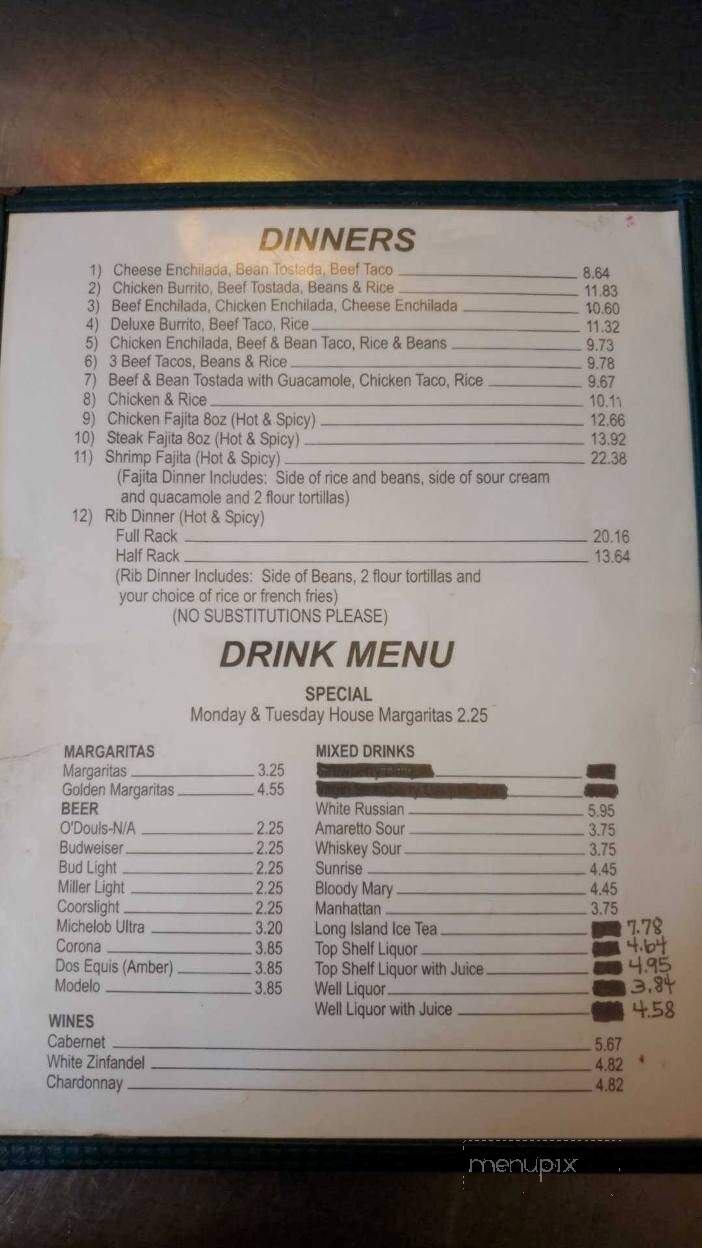 DINNERS
1) Cheese Enchilada, Bean Tostada, Beef Taco 8.64
2) Chicken Burrito, Beef Tostada, Beans & Rice 11.83
3) Beef Enchilada, Chicken Enchilada, Cheese Enchilada 10.60
4) Deluxe Burrito, Beef Taco, Rice 11.32
5) Chicken Enchilada, Beef & Bean Taco, Rice & Beans 9.73
6) 3 Beef Tacos, Beans & Rice 9.78
7) Beef & Bean Tostada with Guacamole, Chicken Taco, Rice 9.67
8) Chicken & Rice 10.11
9) Chicken Fajita 8oz (Hot & Spicy) 12.66
10) Steak Fajita 8oz (Hot & Spicy) 13.92
11) Shrimp Fajita (Hot & Spicy) 22.38
(Fajita Dinner Includes: Side of rice and beans, side of sour cream
and quacamole and 2 flour tortillas)
12) Rib Dinner (Hot & Spicy)
Full Rack 20.16
Half Rack 13.64
(Rib Dinner Includes: Side of Beans, 2 flour tortillas and
your choice of rice or french fries)
(NO SUBSTITUTIONS PLEASE)
DRINK MENU
SPECIAL
Monday & Tuesday House Margaritas 2.25
MARGARITAS
Margaritas 3.25
Golden Margaritas 4.55
BEER
O'Douls-N/A 2.25
Budweiser 2.25
Bud Light 2.25
Miller Light 2.25
Coorslight 2.25
Michelob Ultra 3.20
Corona 3.85
Dos Equis (Amber) 3.85
Modelo 3.85
MIXED DRINKS
White Russian 5.95
Amaretto Sour 3.75
Whiskey Sour 3.75
Sunrise 4.45
Bloody Mary 4.45
Manhattan 3.75
Long Island Ice Tea 7.78
Top Shelf Liquor 4.64
Top Shelf Liquor with Juice 4.95
Well Liquor 3.84
Well Liquor with Juice 4.58
WINES
Cabernet 5.67
White Zinfandel 4.82
Chardonnay 4.82
menupix